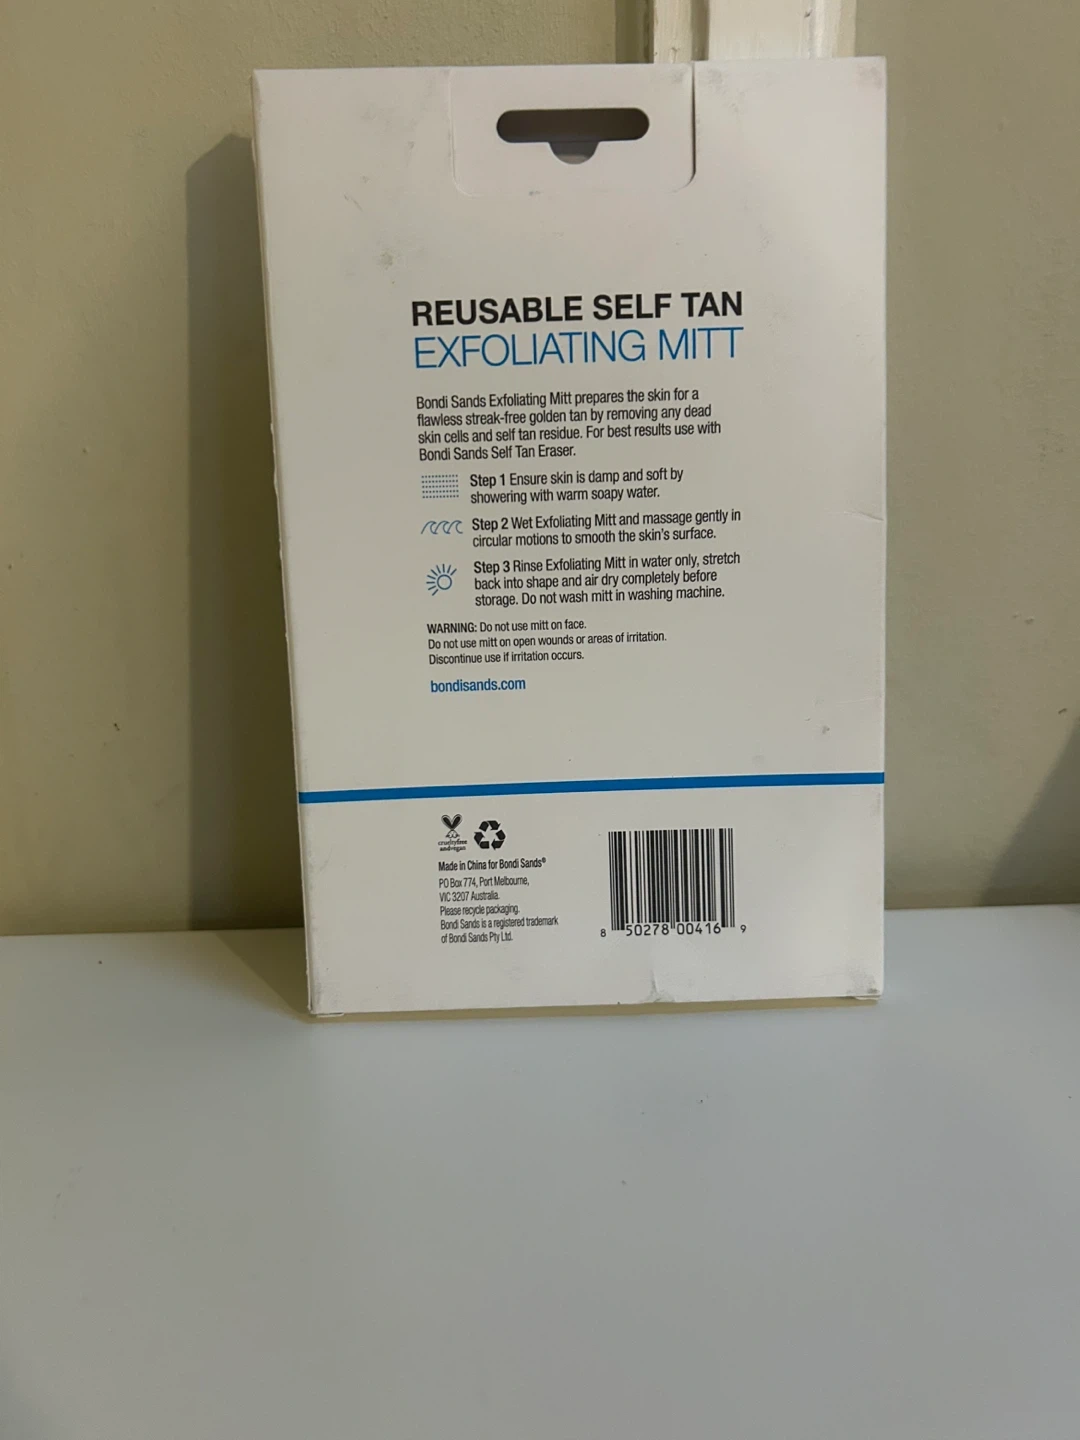 REUSABLE SELF TAN
EXFOLIATING MITT
Bondi Sands Exfoliating Mitt prepares the skin for a
flawless streak-free golden tan by removing any dead
skin cells and self tan residue. For best results use with
Bondi Sands Self Tan Eraser.
Step 1 Ensure skin is damp and soft by
showering with warm soapy water.
Step 2 Wet Exfoliating Mitt and massage gently in
circular motions to smooth the skin's surface.
Step 3 Rinse Exfoliating Mitt in water only, stretch
back into shape and air dry completely before
storage. Do not wash mitt in washing machine.
WARNING: Do not use mitt on face.
Do not use mitt on open wounds or areas of irritation.
Discontinue use if irritation occurs.
bondisands.com
crueltyfree
andvegan
Made in China for Bondi Sands®
PO Box 774, Port Melbourne,
VIC 3207 Australia.
Please recycle packaging.
Bondi Sands is a registered trademark
of Bondi Sands Pty Ltd.
8 50278 00416 9